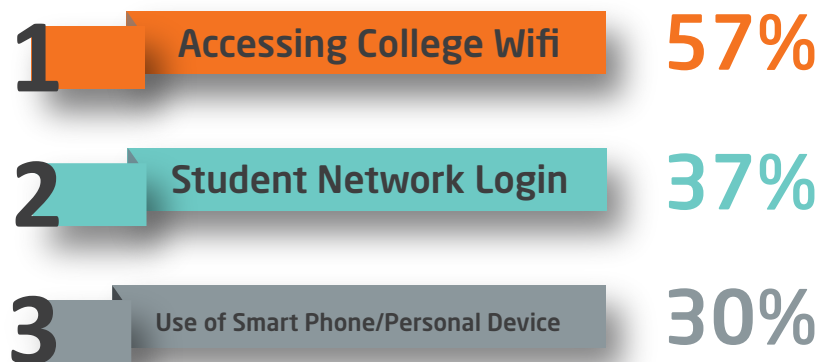 1 Accessing College Wifi 57%
2 Student Network Login 37%
3 Use of Smart Phone/Personal Device 30%